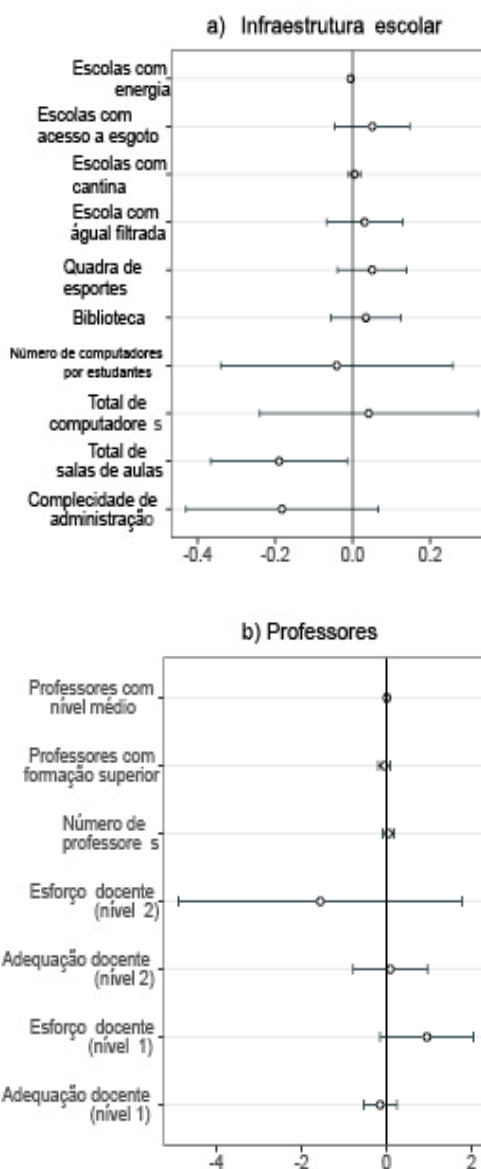 a) Infraestrutura escolar
Escolas com
energia
Escolas com
acesso a esgoto
Escolas com
cantina
Escola com
águal filtrada
Quadra de
esportes
Biblioteca
Número de computadores
por estudantes
Total de
computadore s
Total de
salas de aulas
Complecidade de
administração
-0.4 -0.2 0.0 0.2
b) Professores
Professores com
nível médio
Professores com
formação superior
Número de
professore s
Esforço docente
(nível 2)
Adequação docente
(nível 2)
Esforço docente
(nível 1)
Adequação docente
(nível 1)
-4 -2 0 2